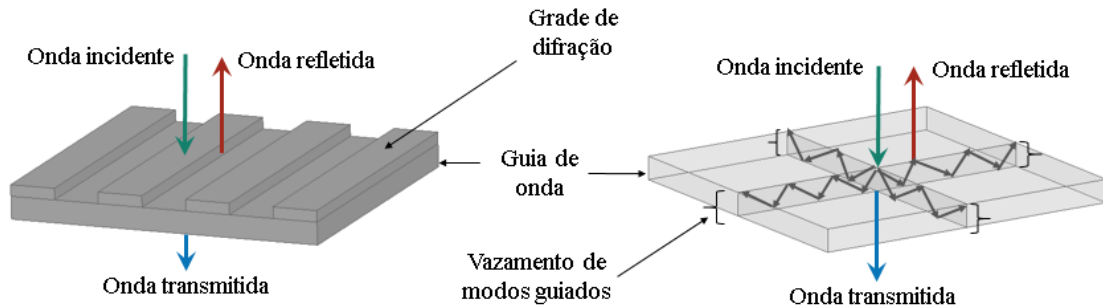 Grade de
difração
Onda incidente
Onda refletida
Guia de
onda
Onda transmitida
Onda incidente
Onda refletida
Vazamento de
modos guiados
Onda transmitida